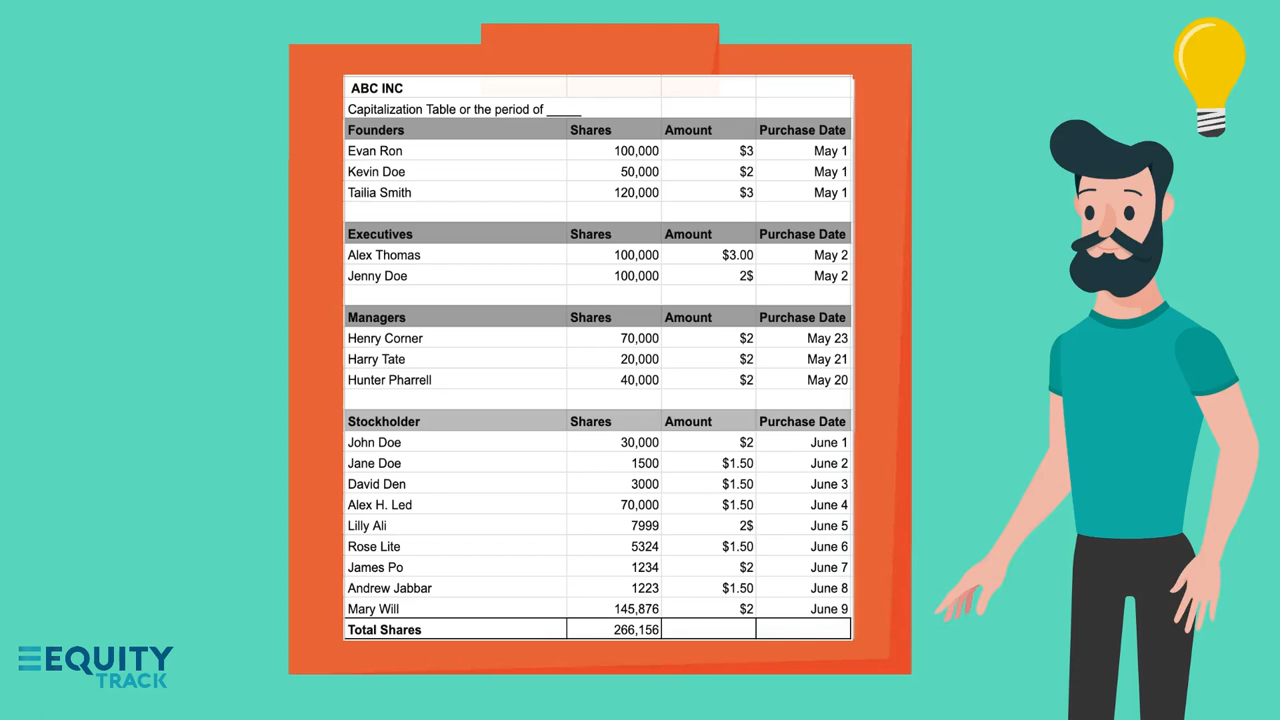 ABC INC
Capitalization Table or the period of _____
Founders Shares Amount Purchase Date
Evan Ron 100,000 $3 May 1
Kevin Doe 50,000 $2 May 1
Tailia Smith 120,000 $3 May 1
Executives Shares Amount Purchase Date
Alex Thomas 100,000 $3.00 May 2
Jenny Doe 100,000 2$ May 2
Managers Shares Amount Purchase Date
Henry Corner 70,000 $2 May 23
Harry Tate 20,000 $2 May 21
Hunter Pharrell 40,000 $2 May 20
Stockholder Shares Amount Purchase Date
John Doe 30,000 $2 June 1
Jane Doe 1500 $1.50 June 2
David Den 3000 $1.50 June 3
Alex H. Led 70,000 $1.50 June 4
Lilly Ali 7999 2$ June 5
Rose Lite 5324 $1.50 June 6
James Po 1234 $2 June 7
Andrew Jabbar 1223 $1.50 June 8
Mary Will 145,876 $2 June 9
Total Shares 266,156
EQUITY
TRACK